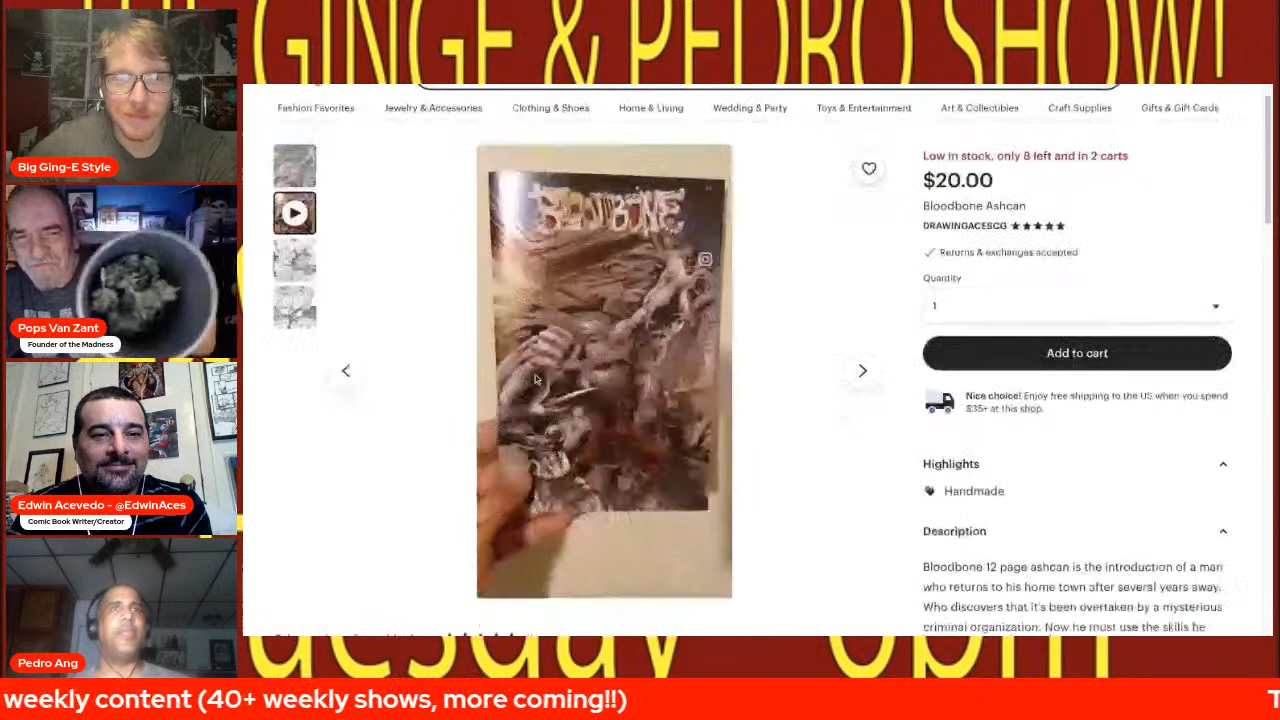 GINGE & PEDRO SHOW!
Fashion Favorites Jewelry & Accessories Clothing & Shoes Home & Living Wedding & Party Toys & Entertainment Art & Collectibles Craft Supplies Gifts & Gift Cards
Big Ging-E Style
Pops Van Zant
Founder of the Madness
Edwin Acevedo - @EdwinAces
Comic Book Writer/Creator
Pedro Ang
BLOODBONE
Low in stock, only 8 left and in 2 carts
$20.00
Bloodbone Ashcan
DRAWINGACESCG ★★★★★
Returns & exchanges accepted
Quantity
1
Add to cart
Nice choice! Enjoy free shipping to the US when you spend
$35+ at this shop.
Highlights
Handmade
Description
Bloodbone 12 page ashcan is the introduction of a man
who returns to his home town after several years away.
Who discovers that it's been overtaken by a mysterious
criminal organization. Now he must use the skills he
weekly content (40+ weekly shows, more coming!!) T